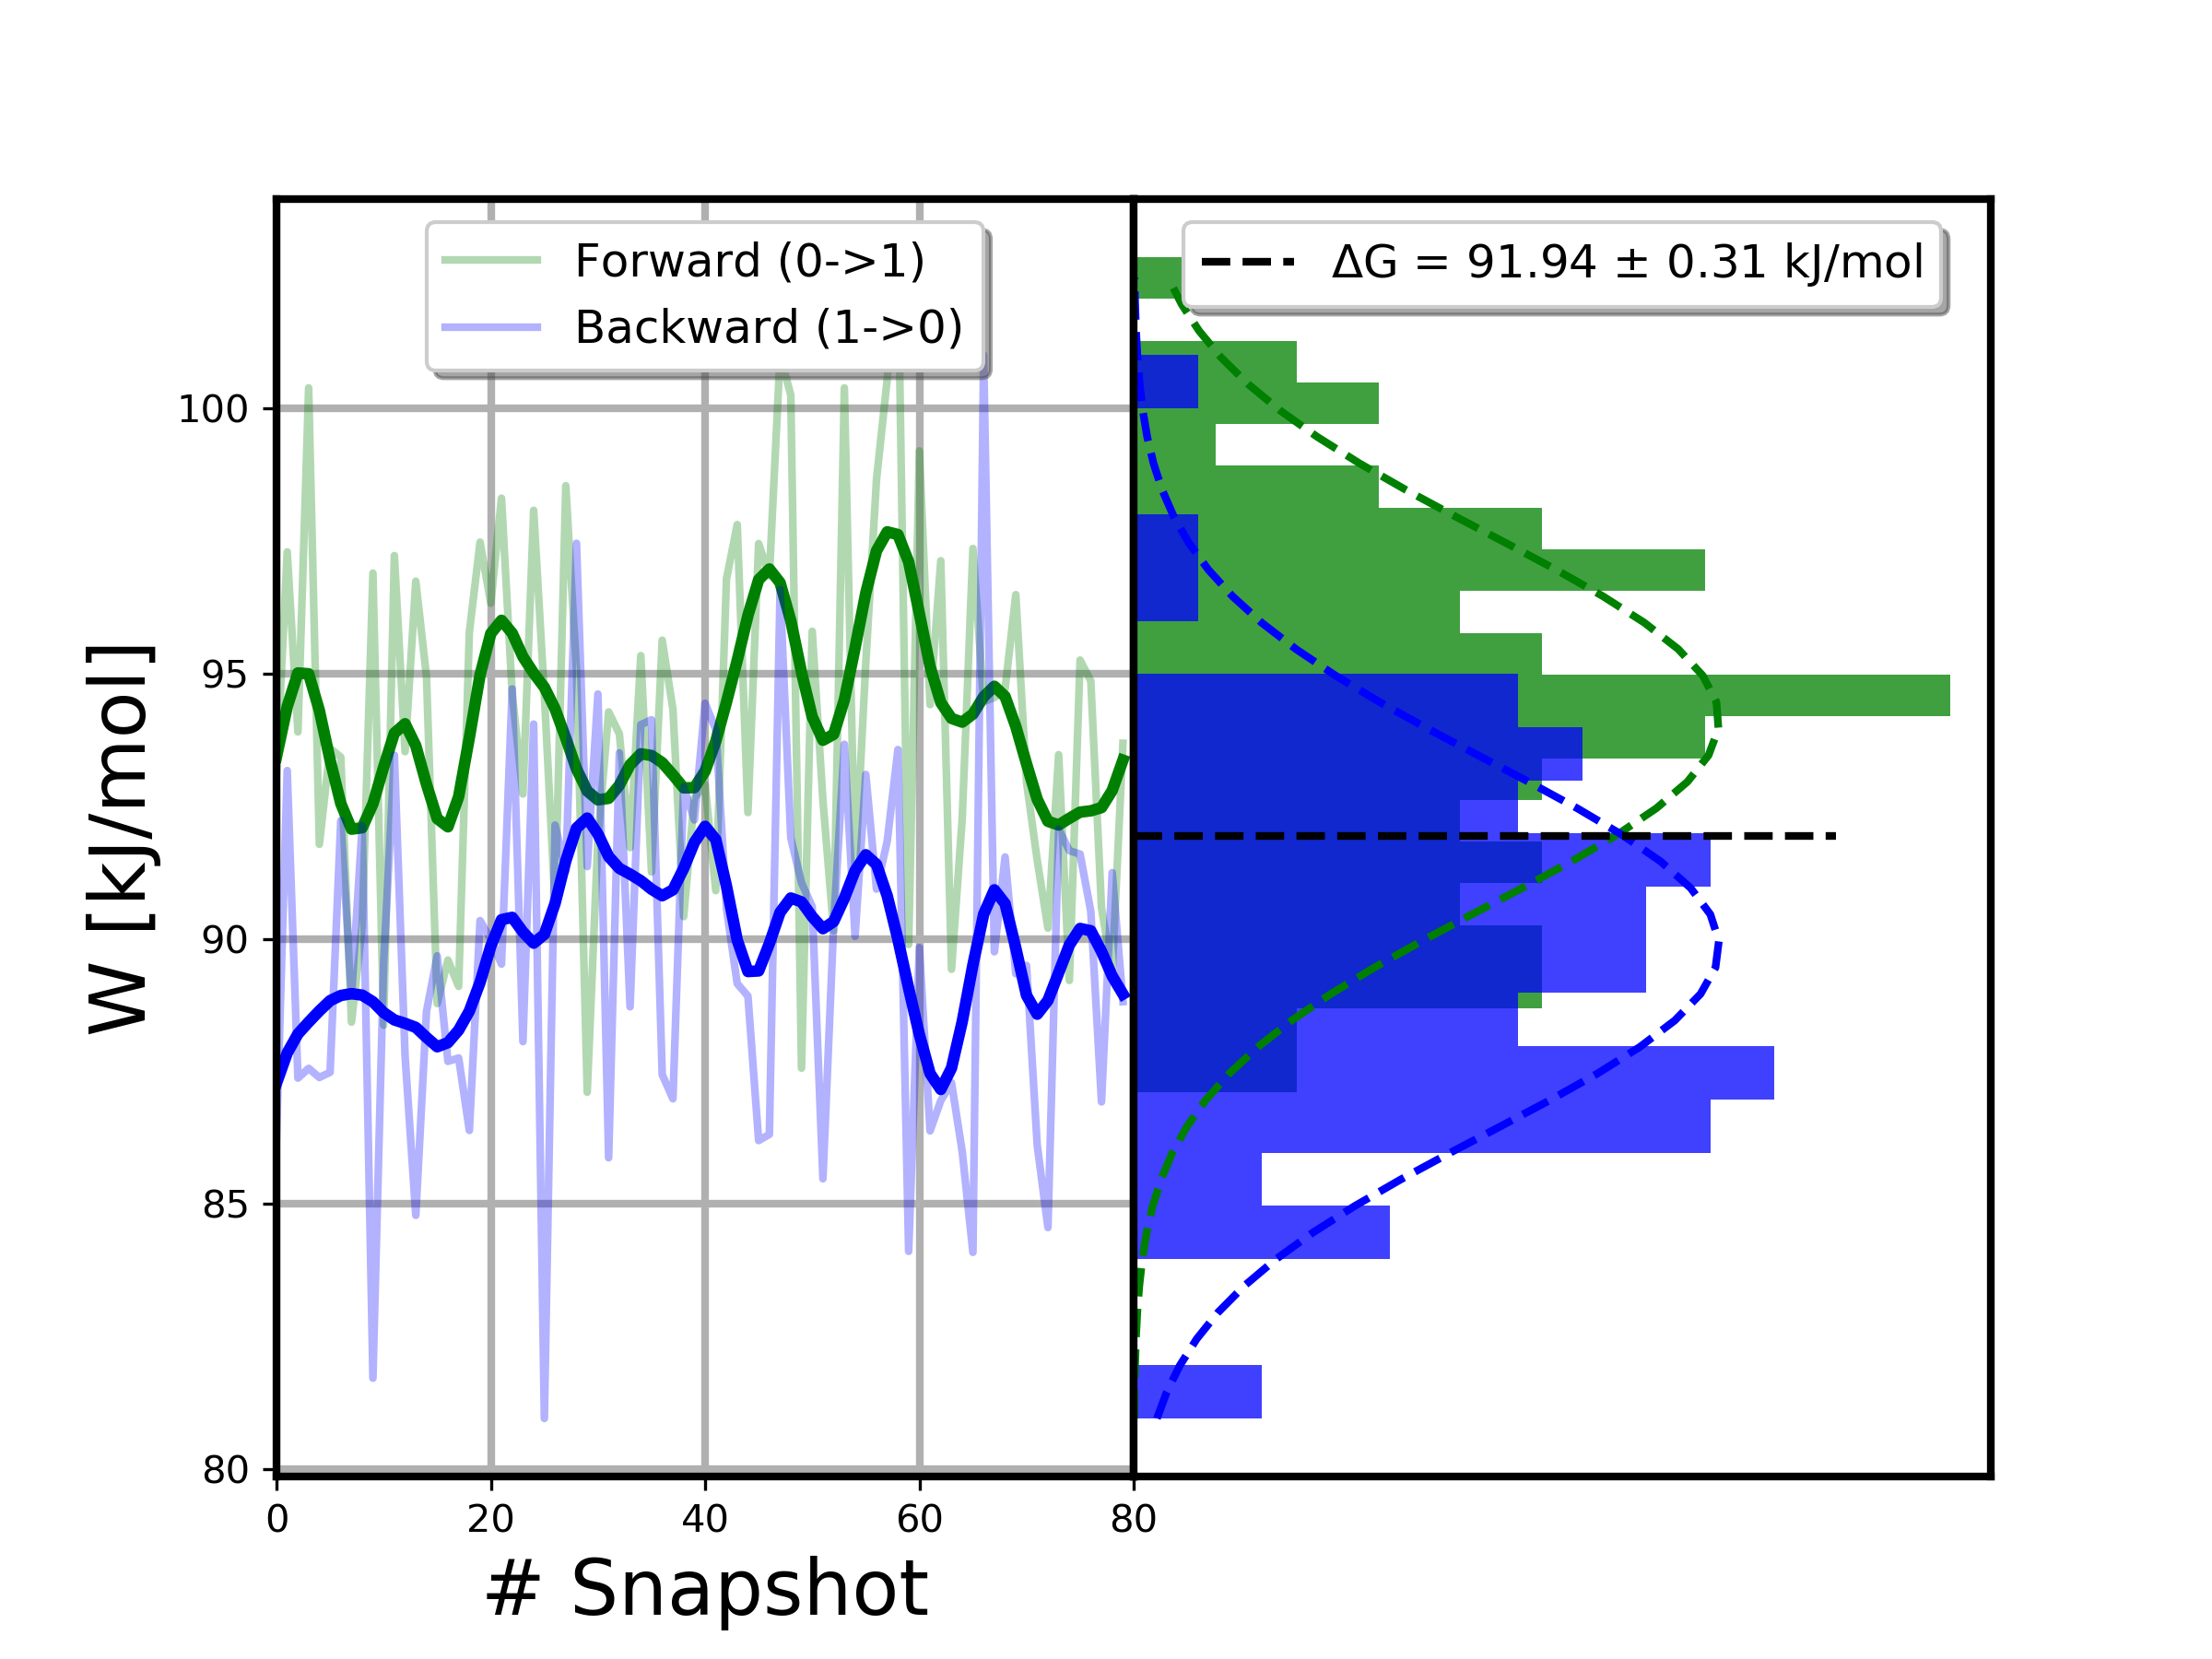 Forward (0->1)
Backward (1->0)
ΔG = 91.94 ± 0.31 kJ/mol
W [kJ/mol]
100
95
90
85
80
0 20 40 60 80
# Snapshot